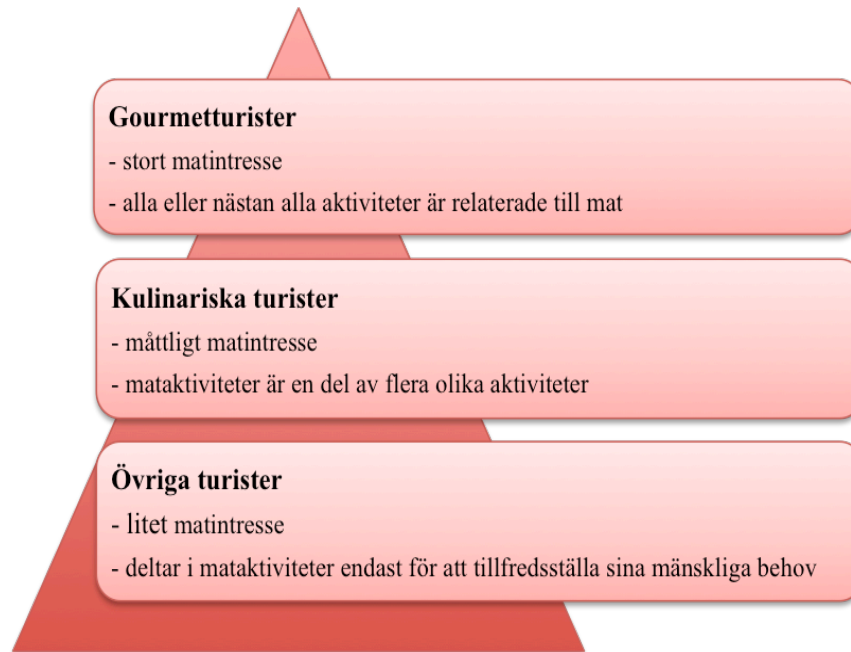 Gourmetturister
- stort matintresse
- alla eller nästan alla aktiviteter är relaterade till mat
Kulinariska turister
- måttligt matintresse
- mataktiviteter är en del av flera olika aktiviteter
Övriga turister
- litet matintresse
- deltar i mataktiviteter endast för att tillfredsställa sina mänskliga behov